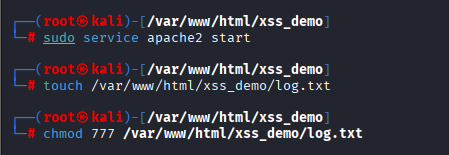 ┌──(root㉿kali)-[/var/www/html/xss_demo]
└─# sudo service apache2 start
┌──(root㉿kali)-[/var/www/html/xss_demo]
└─# touch /var/www/html/xss_demo/log.txt
┌──(root㉿kali)-[/var/www/html/xss_demo]
└─# chmod 777 /var/www/html/xss_demo/log.txt